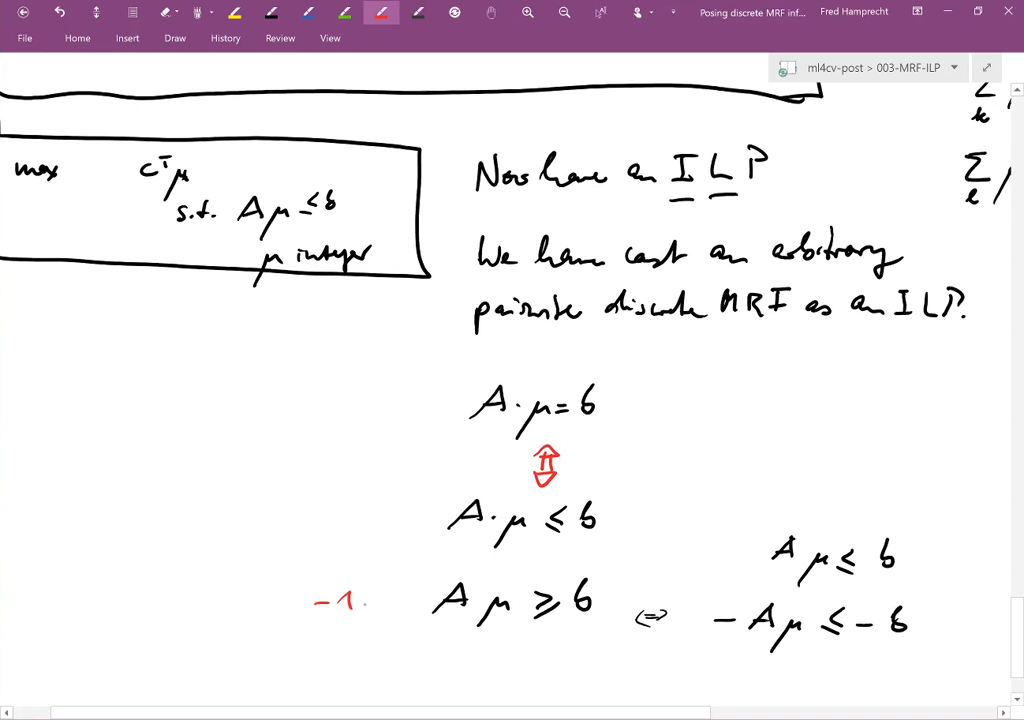 Posing discrete MRF inf... Fred Hamprecht
File Home Insert Draw History Review View
ml4cv-post > 003-MRF-ILP
Σ
k
max cᵀμ
s.t. Aμ ≤ b
μ integer
Now have an ILP
Σ
l
We have cast an arbitrary
pairwise discrete MRF as an ILP.
A·μ = b
⇕
A·μ ≤ b
-1· Aμ ≥ b ⇔ Aμ ≤ b
-Aμ ≤ -b